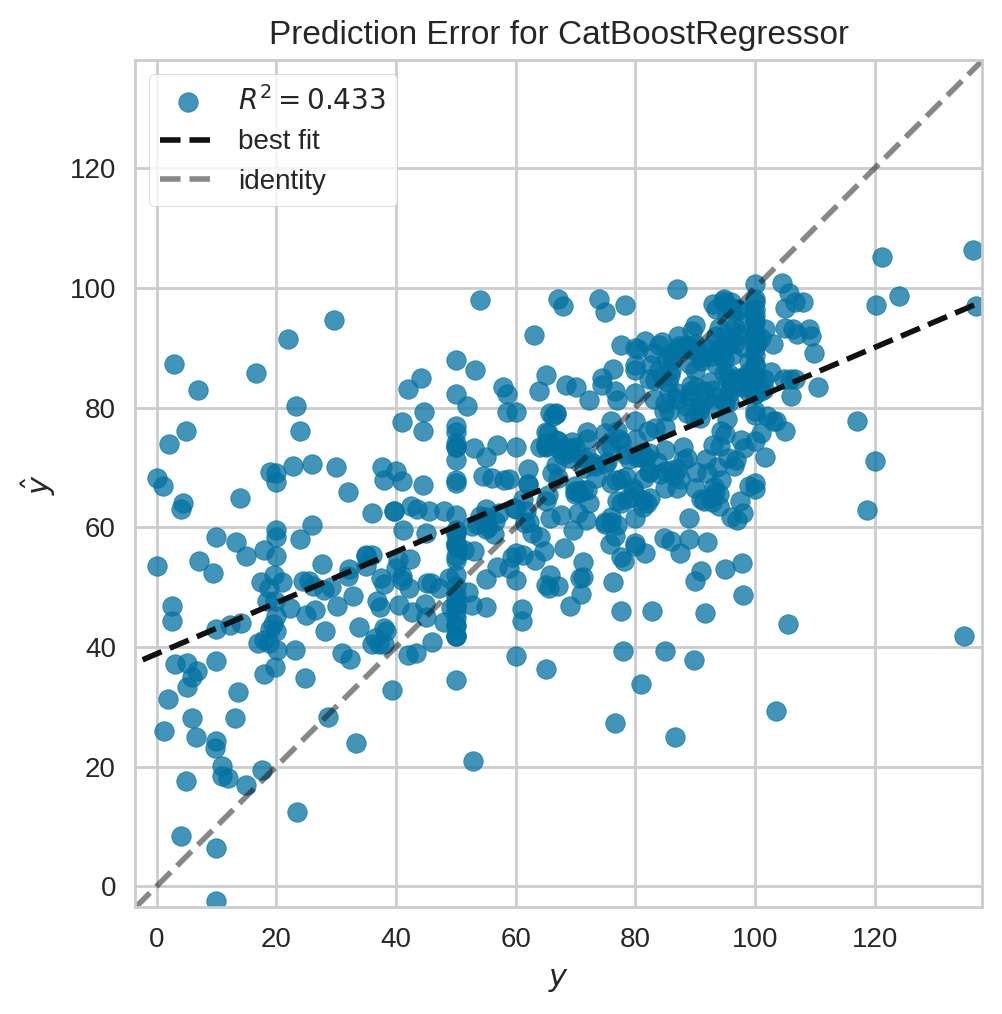 Prediction Error for CatBoostRegressor
R² = 0.433
best fit
identity
120
100
80
60
40
20
0
ŷ
0 20 40 60 80 100 120
y